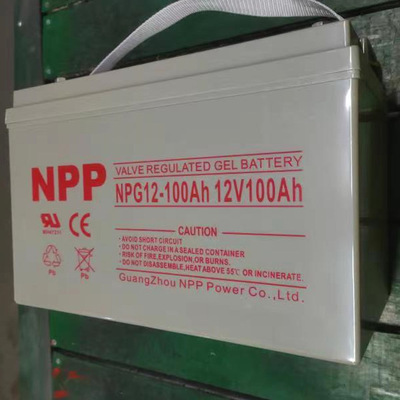 VALVE REGULATED GEL BATTERY
NPP NPG12-100Ah 12V100Ah
CE
CAUTION
• AVOID SHORT CIRCUIT
• DO NOT CHARGE IN A SEALED CONTAINER
• RISK OF FIRE,EXPLOSION,OR BURNS.
• DO NOT DISASSEMBLE,HEAT ABOVE 55℃ OR INCINERATE.
Pb Pb
GuangZhou NPP Power Co.,Ltd.